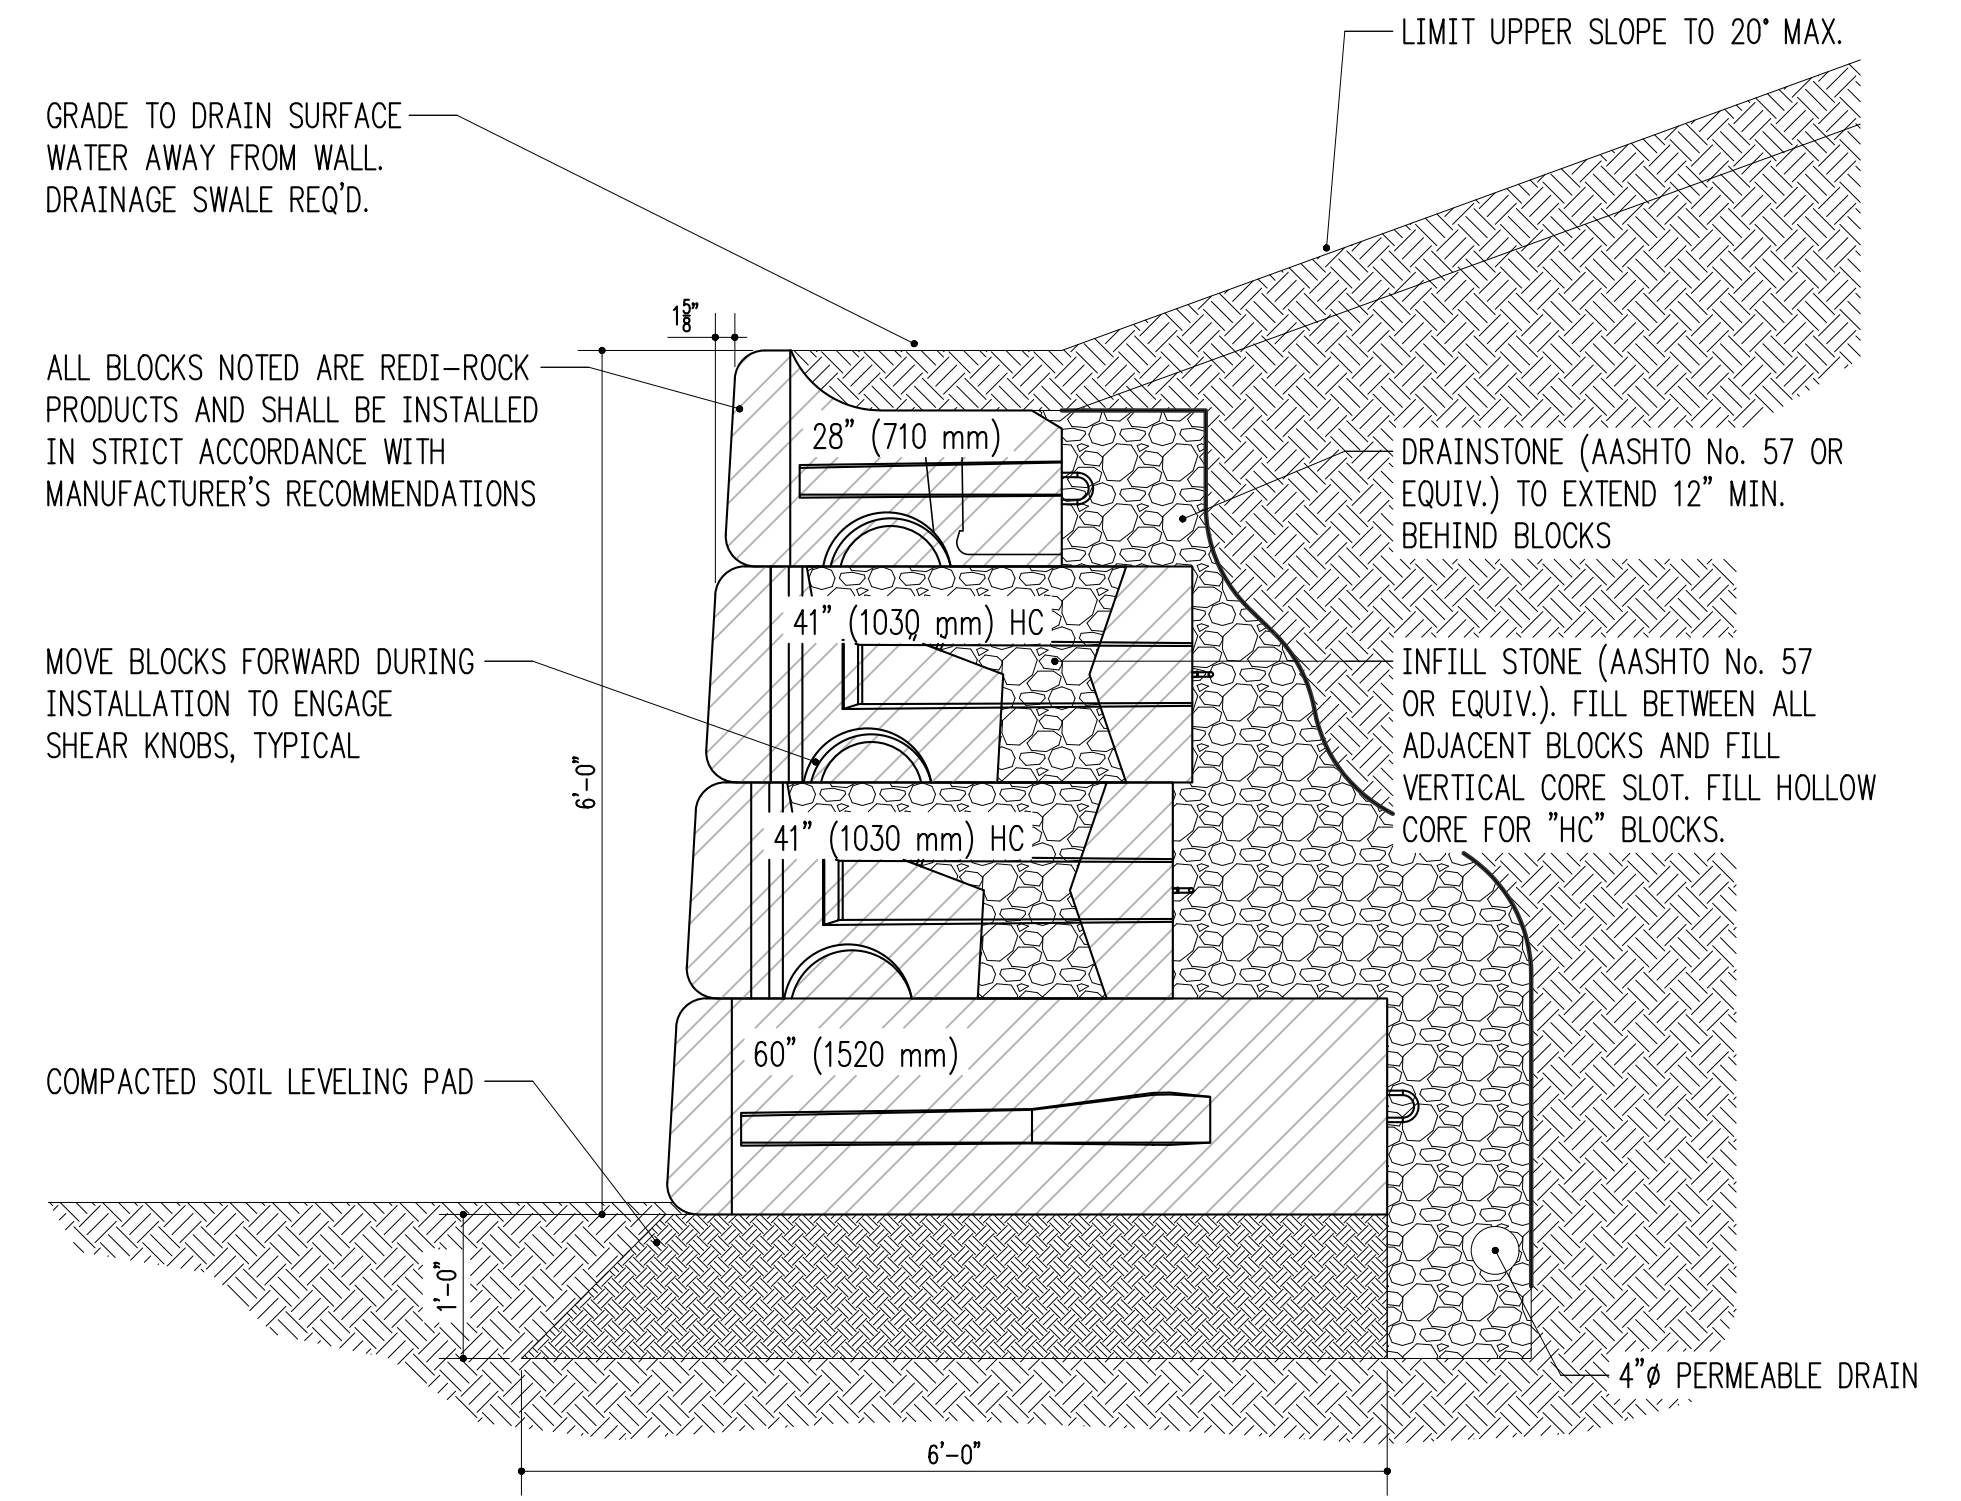 LIMIT UPPER SLOPE TO 20° MAX.
GRADE TO DRAIN SURFACE
WATER AWAY FROM WALL.
DRAINAGE SWALE REQ'D.
1 5/8"
ALL BLOCKS NOTED ARE REDI-ROCK
PRODUCTS AND SHALL BE INSTALLED
IN STRICT ACCORDANCE WITH
MANUFACTURER'S RECOMMENDATIONS
28" (710 mm)
DRAINSTONE (AASHTO No. 57 OR
EQUIV.) TO EXTEND 12" MIN.
BEHIND BLOCKS
41" (1030 mm) HC
MOVE BLOCKS FORWARD DURING
INSTALLATION TO ENGAGE
SHEAR KNOBS, TYPICAL
INFILL STONE (AASHTO No. 57
OR EQUIV.). FILL BETWEEN ALL
ADJACENT BLOCKS AND FILL
VERTICAL CORE SLOT. FILL HOLLOW
CORE FOR "HC" BLOCKS.
6'-0"
41" (1030 mm) HC
60" (1520 mm)
COMPACTED SOIL LEVELING PAD
1'-0"
4"ø PERMEABLE DRAIN
6'-0"